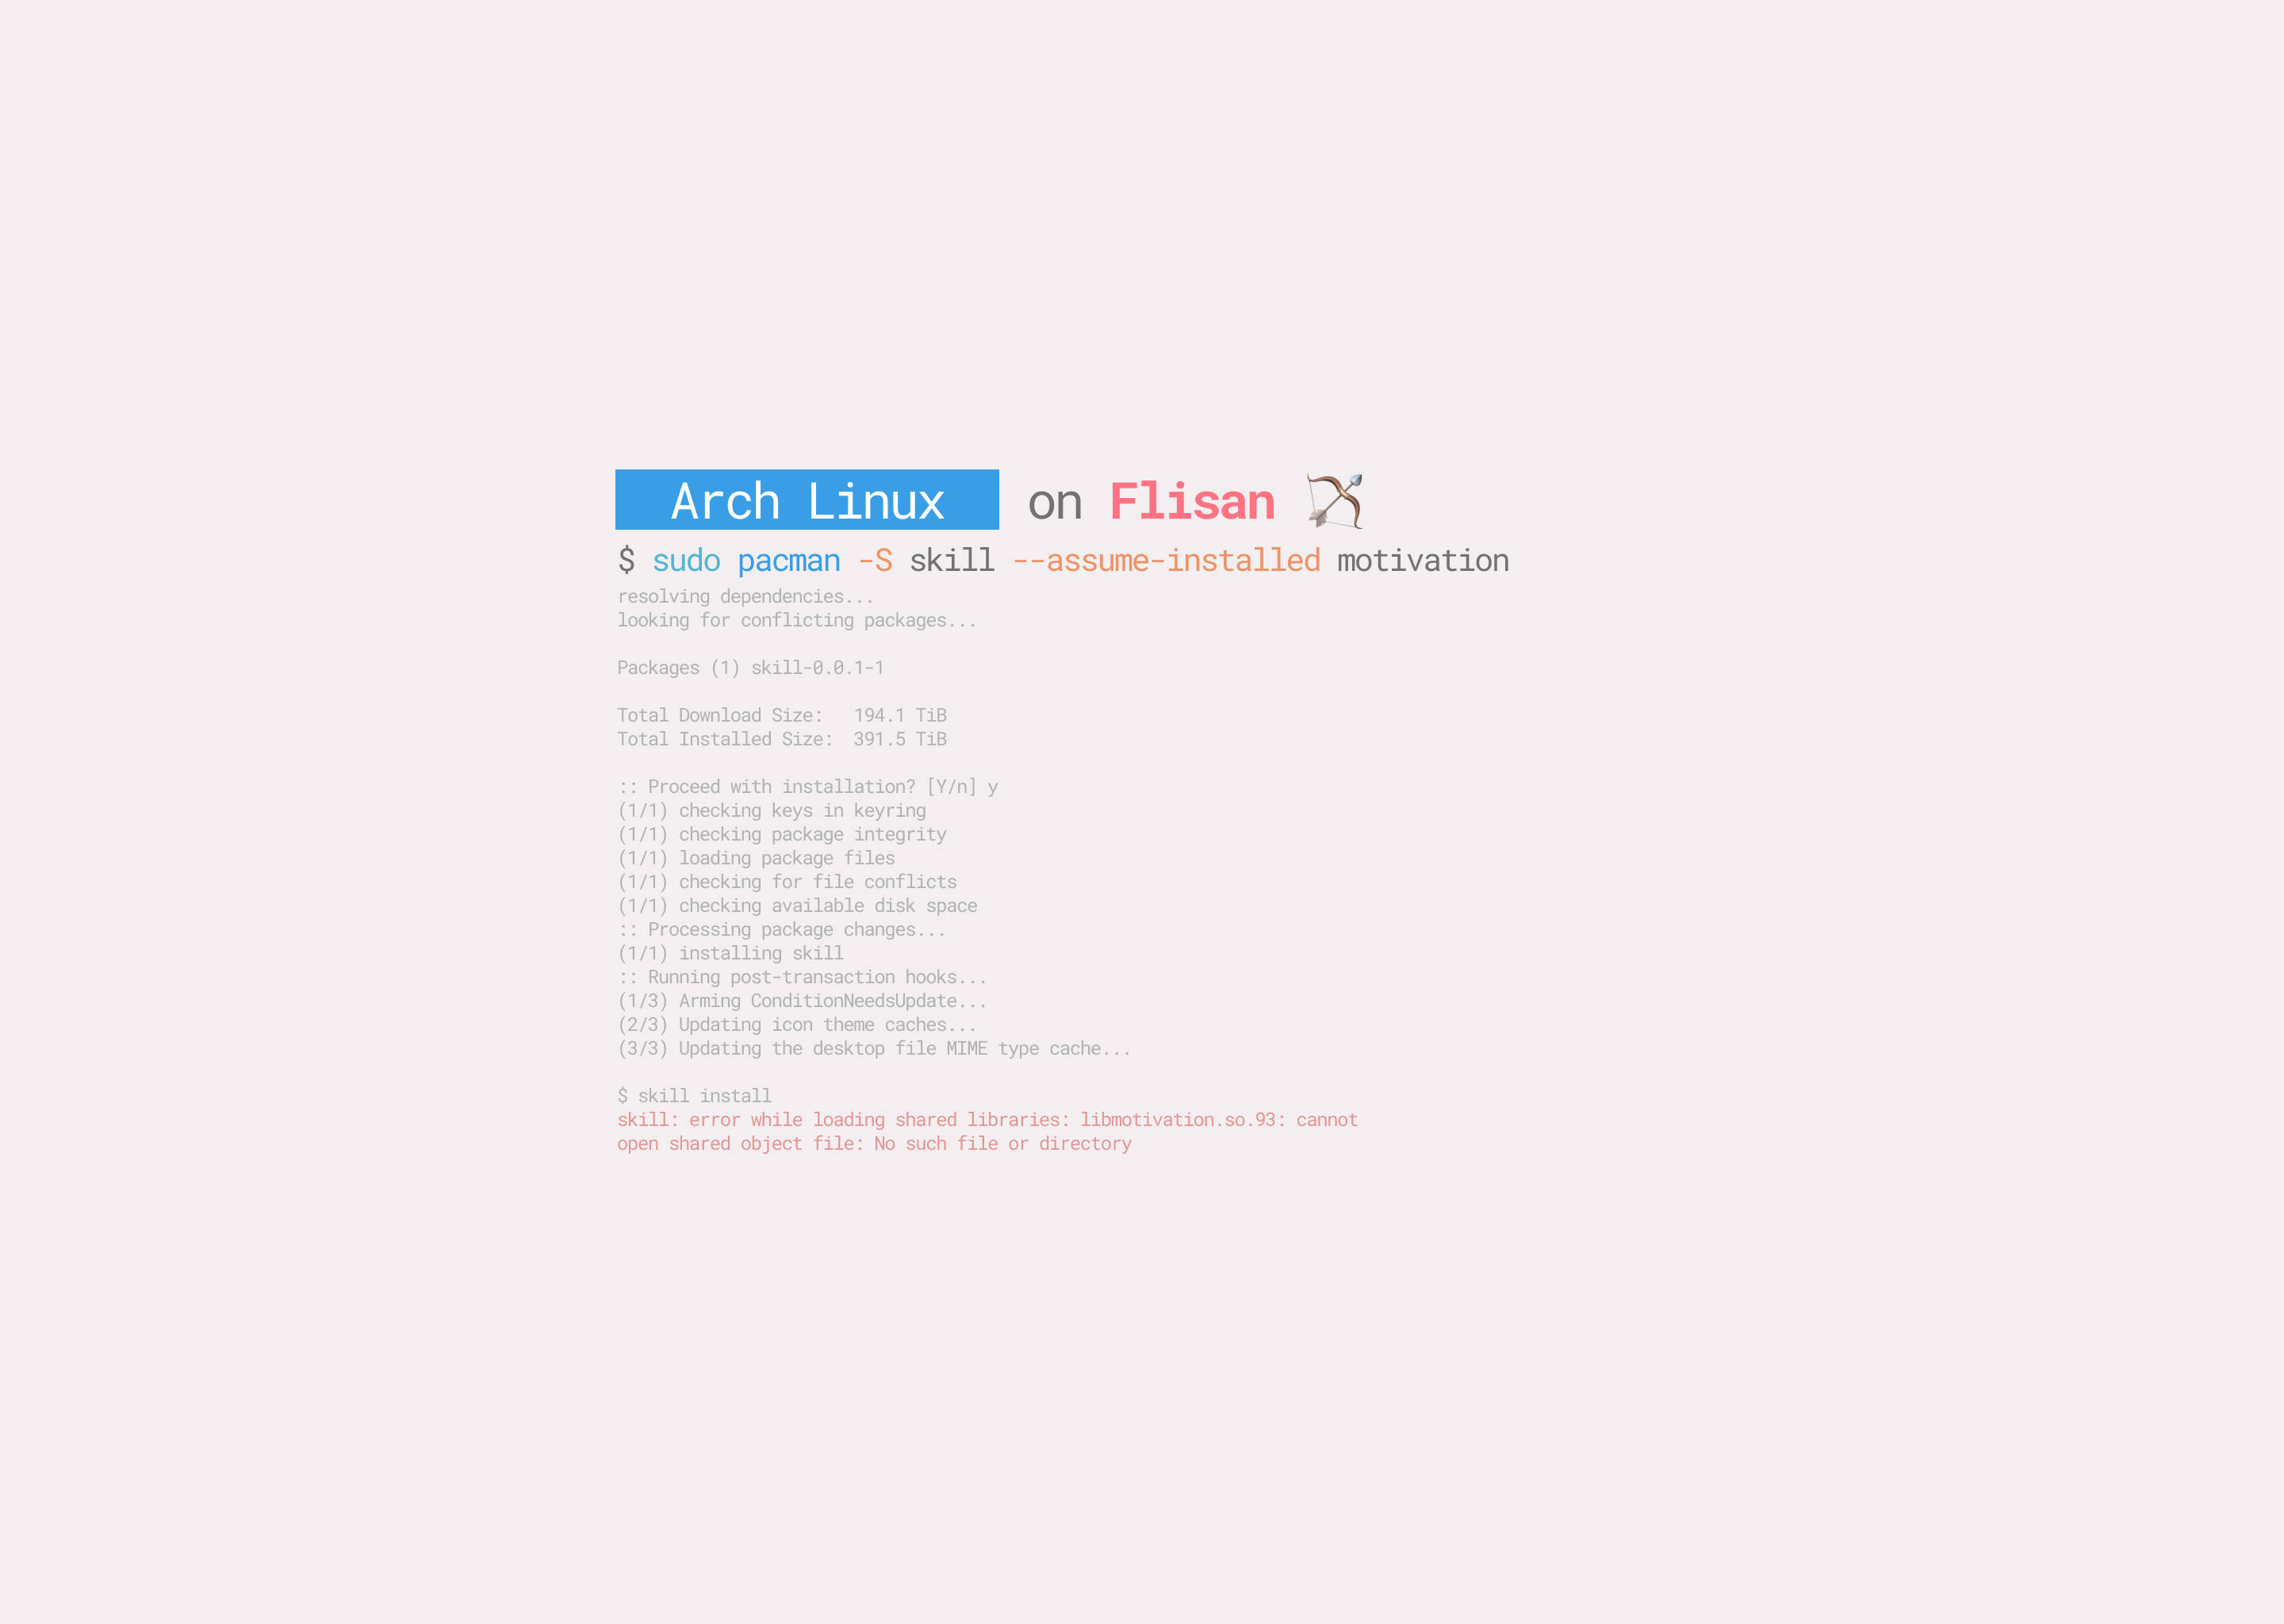 Arch Linux on Flisan 🏹
$ sudo pacman -S skill --assume-installed motivation
resolving dependencies...
looking for conflicting packages...
Packages (1) skill-0.0.1-1
Total Download Size:   194.1 TiB
Total Installed Size:  391.5 TiB
:: Proceed with installation? [Y/n] y
(1/1) checking keys in keyring
(1/1) checking package integrity
(1/1) loading package files
(1/1) checking for file conflicts
(1/1) checking available disk space
:: Processing package changes...
(1/1) installing skill
:: Running post-transaction hooks...
(1/3) Arming ConditionNeedsUpdate...
(2/3) Updating icon theme caches...
(3/3) Updating the desktop file MIME type cache...
$ skill install
skill: error while loading shared libraries: libmotivation.so.93: cannot
open shared object file: No such file or directory